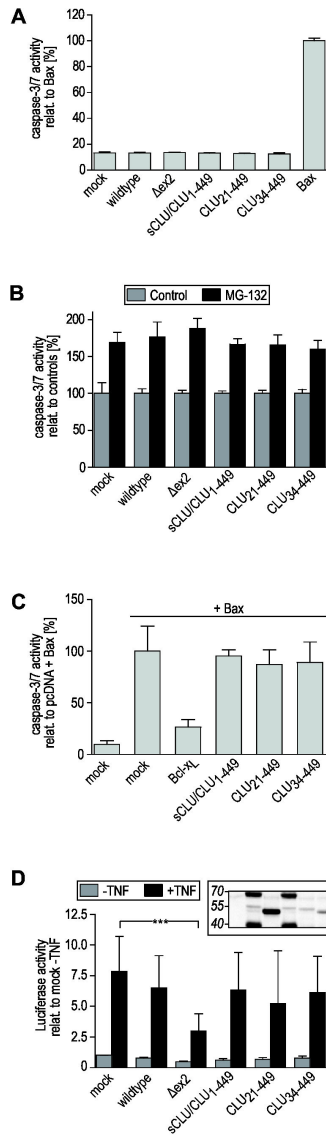 A
caspase-3/7 activity
relat. to Bax [%]
120
100
80
60
40
20
0
mock
wildtype
Δex2
sCLU/CLU1-449
CLU21-449
CLU34-449
Bax
B
Control
MG-132
caspase-3/7 activity
relat. to controls [%]
200
150
100
50
0
mock
wildtype
Δex2
sCLU/CLU1-449
CLU21-449
CLU34-449
C
+ Bax
caspase-3/7 activity
relat. to pcDNA + Bax [%]
150
100
50
0
mock
mock
Bcl-xL
sCLU/CLU1-449
CLU21-449
CLU34-449
D
-TNF
+TNF
70
55
40
Luciferase activity
relat. to mock -TNF
12.5
10.0
7.5
5.0
2.5
0
***
mock
wildtype
Δex2
sCLU/CLU1-449
CLU21-449
CLU34-449